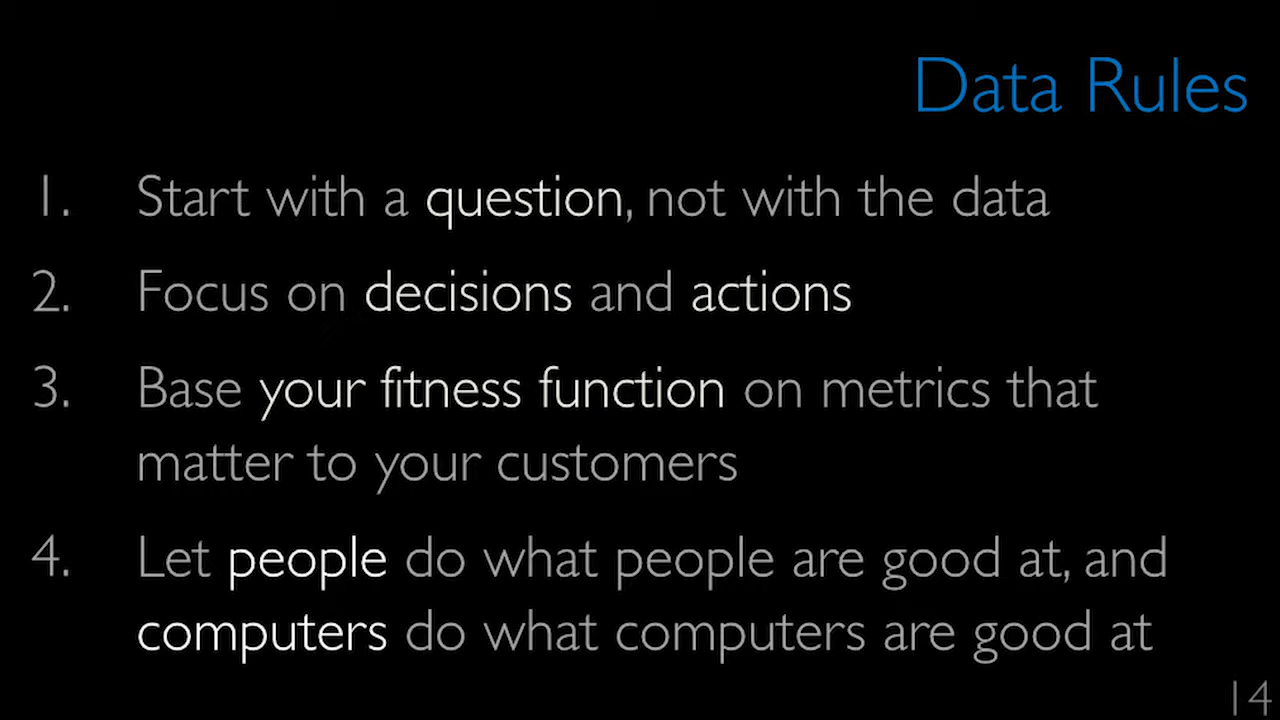 Data Rules
1. Start with a question, not with the data
2. Focus on decisions and actions
3. Base your fitness function on metrics that
matter to your customers
4. Let people do what people are good at, and
computers do what computers are good at
14